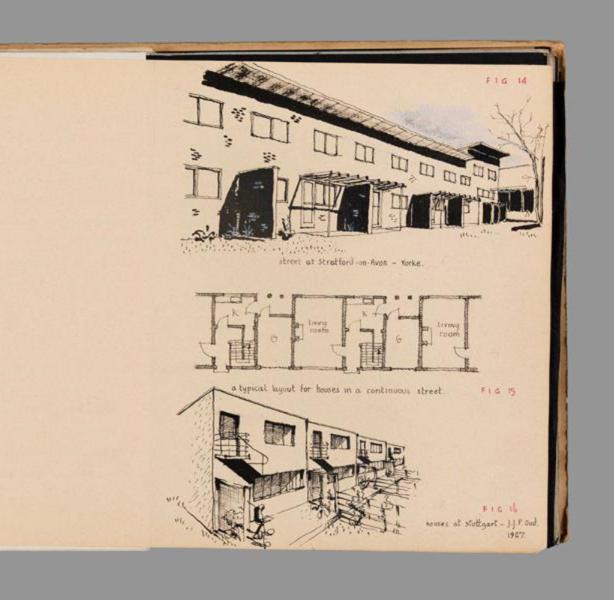 FIG 14
street at Stratford-on-Avon - Yorke.
K
Living
room
G
K
G
Living
room
a typical layout for houses in a continuous street.
FIG 15
FIG 16
houses at Stuttgart - J.J.P. Oud.
1927.